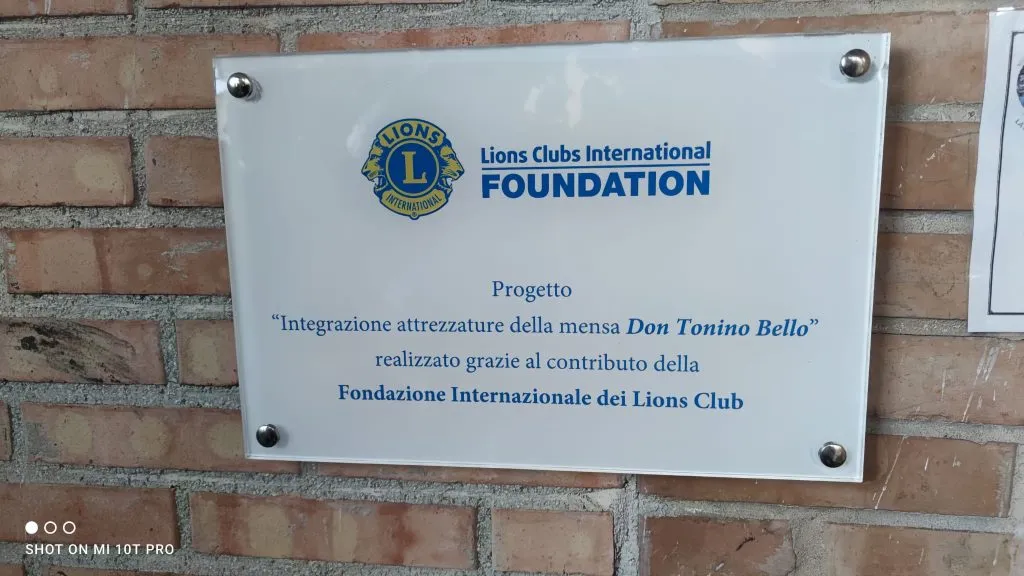 LIONS
L
INTERNATIONAL
Lions Clubs International
FOUNDATION
Progetto
“Integrazione attrezzature della mensa Don Tonino Bello”
realizzato grazie al contributo della
Fondazione Internazionale dei Lions Club
SHOT ON MI 10T PRO